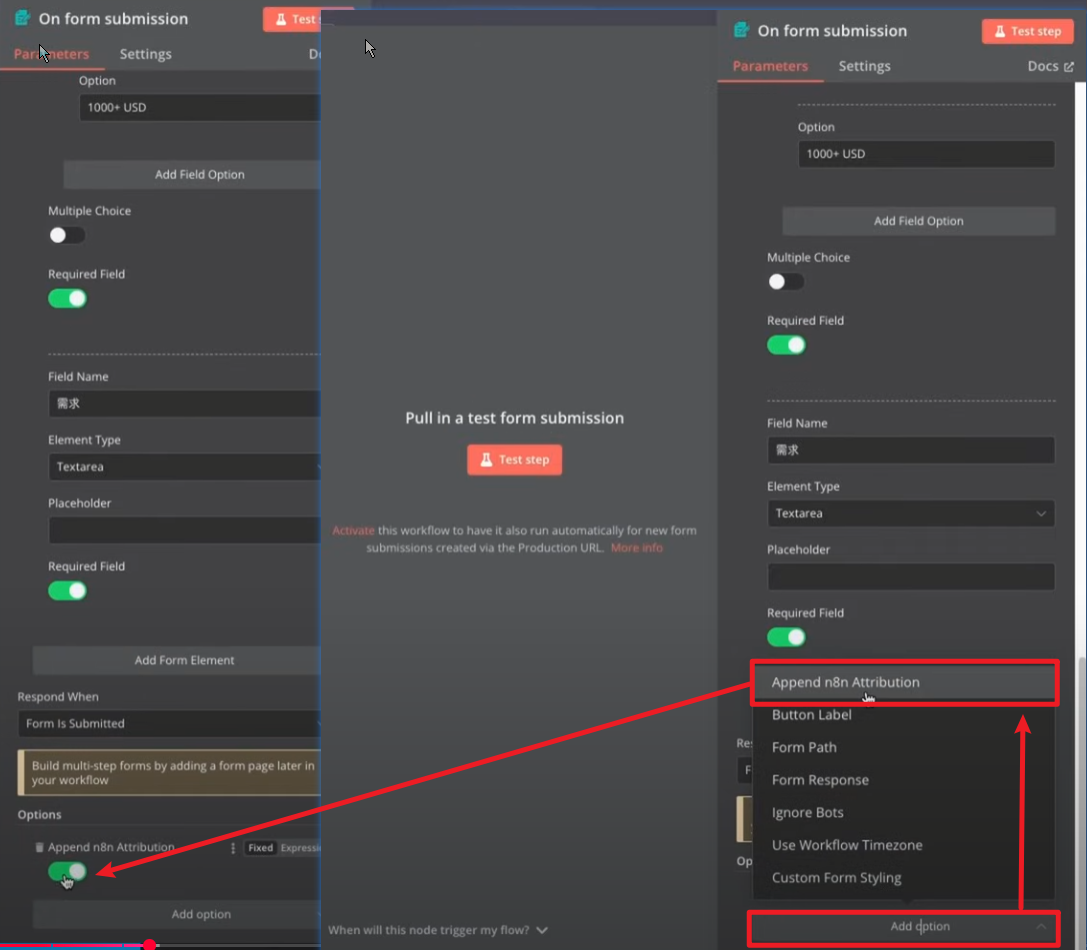 On form submission
Test
Parameters
Settings
Option
1000+ USD
Add Field Option
Multiple Choice
Required Field
Field Name
需求
Element Type
Textarea
Placeholder
Required Field
Add Form Element
Respond When
Form Is Submitted
Build multi-step forms by adding a form page later in
your workflow
Options
Append n8n Attribution
Fixed
Add option
Pull in a test form submission
Test step
Activate this workflow to have it also run automatically for new form
submissions created via the Production URL. More info
When will this node trigger my flow?
On form submission
Test step
Parameters
Settings
Docs
Option
1000+ USD
Add Field Option
Multiple Choice
Required Field
Field Name
需求
Element Type
Textarea
Placeholder
Required Field
Append n8n Attribution
Button Label
Form Path
Form Response
Ignore Bots
Use Workflow Timezone
Custom Form Styling
Add option